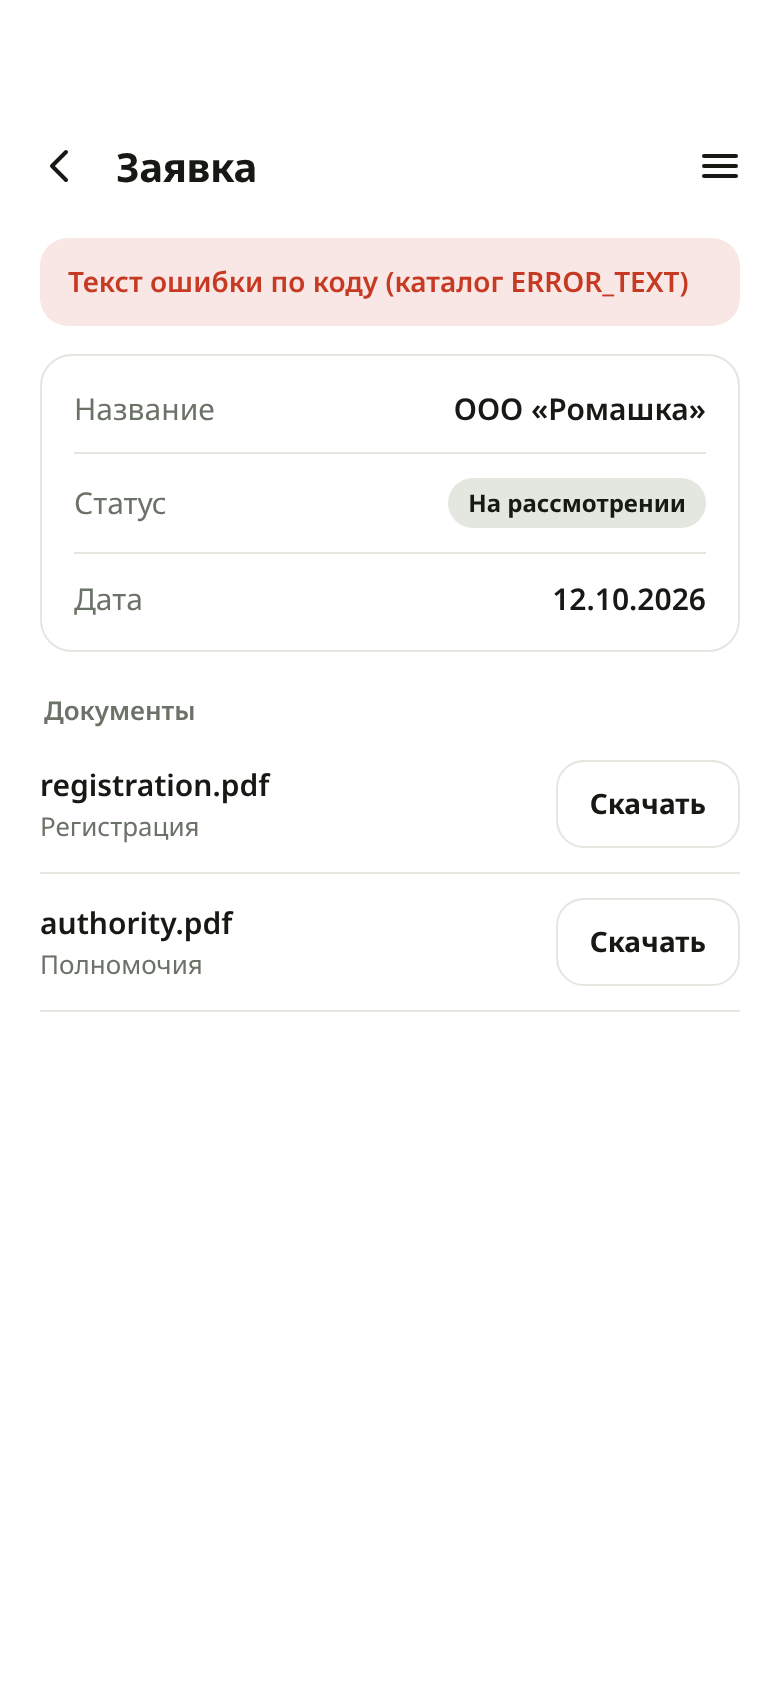 Заявка
Текст ошибки по коду (каталог ERROR_TEXT)
Название ООО «Ромашка»
Статус На рассмотрении
Дата 12.10.2026
Документы
registration.pdf
Регистрация
Скачать
authority.pdf
Полномочия
Скачать